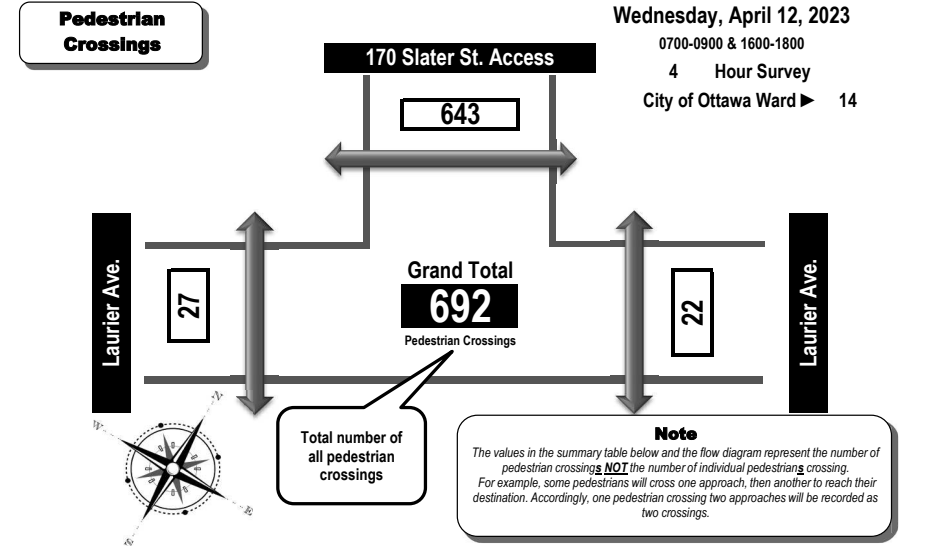 Pedestrian
Crossings
Wednesday, April 12, 2023
0700-0900 & 1600-1800
4 Hour Survey
City of Ottawa Ward ► 14
170 Slater St. Access
643
Laurier Ave.
27
Grand Total
692
Pedestrian Crossings
22
Laurier Ave.
Total number of
all pedestrian
crossings
N
W
E
S
Note
The values in the summary table below and the flow diagram represent the number of
pedestrian crossings NOT the number of individual pedestrians crossing.
For example, some pedestrians will cross one approach, then another to reach their
destination. Accordingly, one pedestrian crossing two approaches will be recorded as
two crossings.